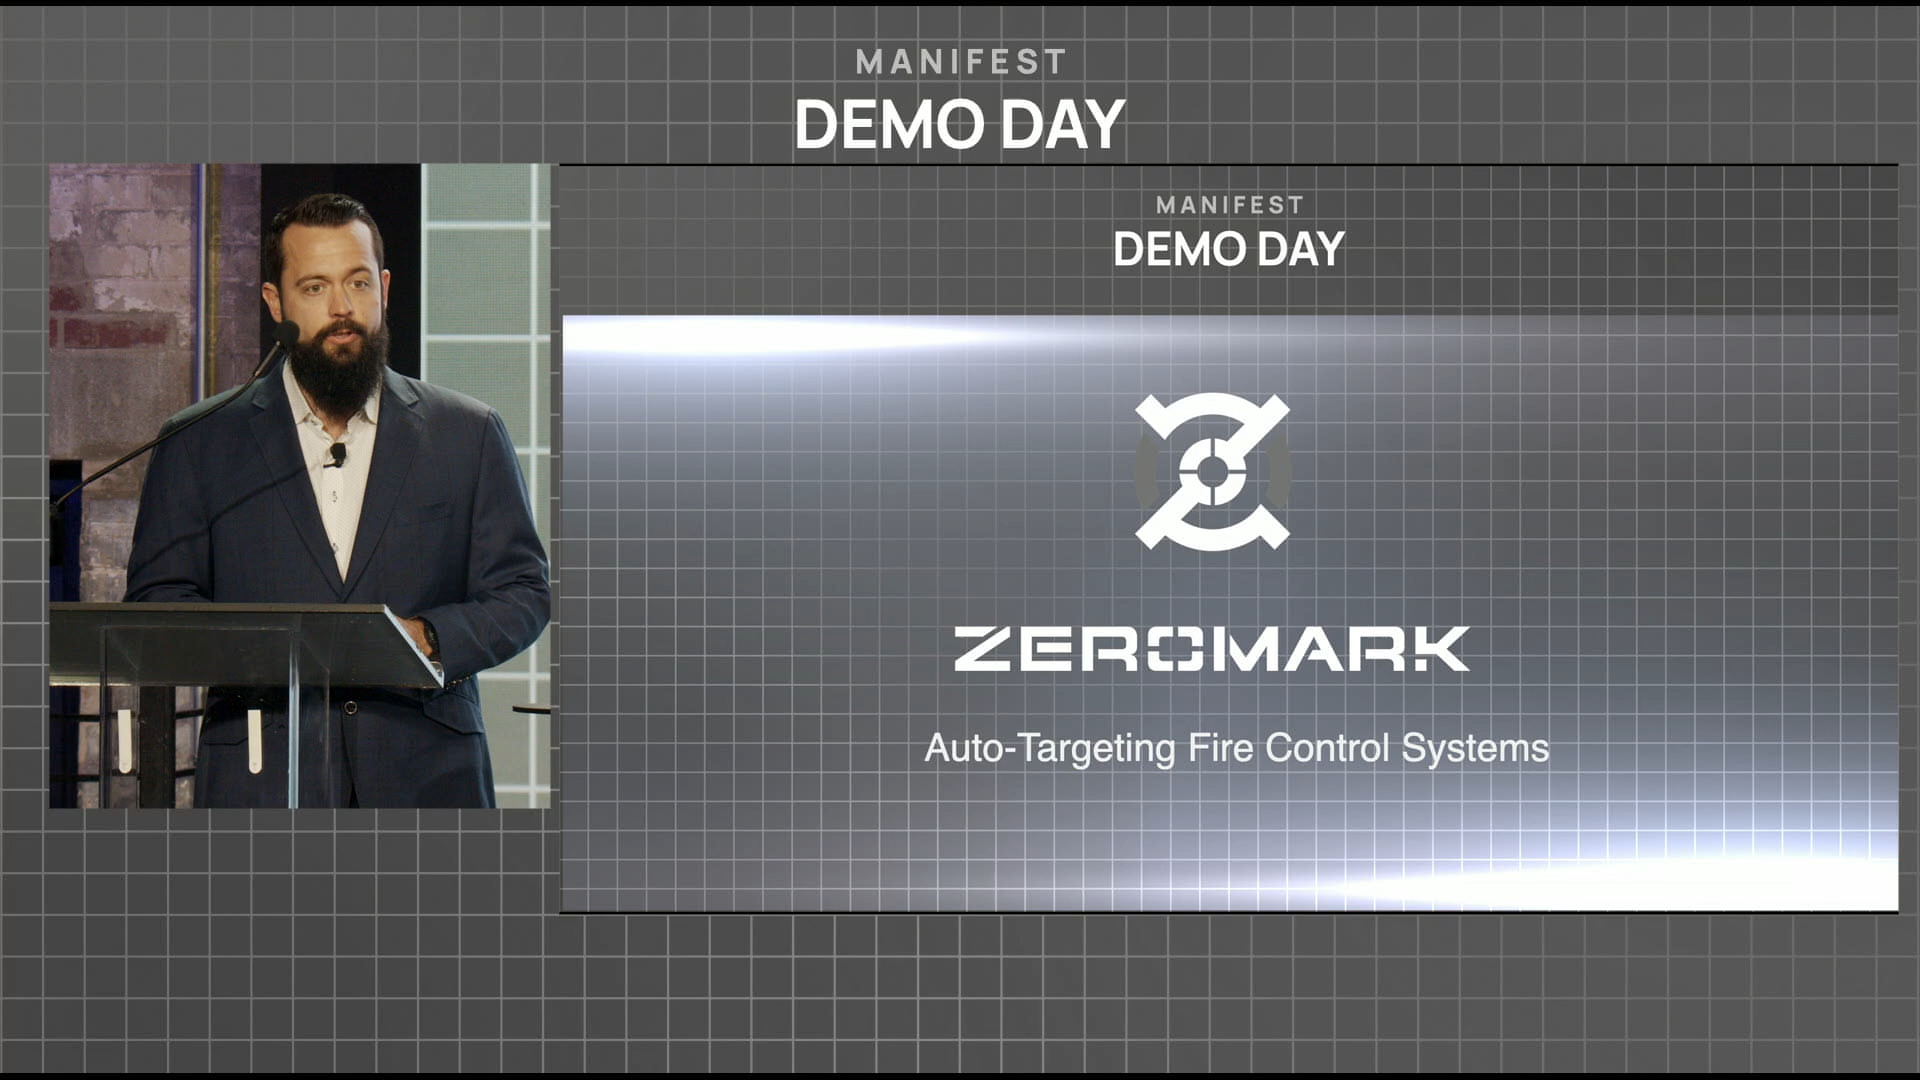 MANIFEST
DEMO DAY
MANIFEST
DEMO DAY
ZEROMARK
Auto-Targeting Fire Control Systems